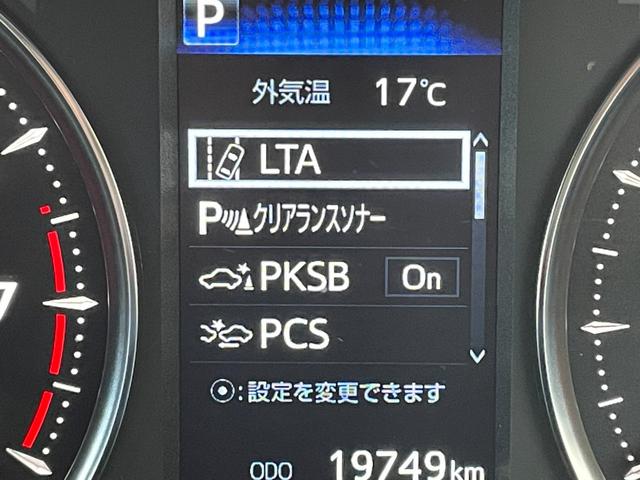 P
外気温 17℃
LTA
Pクリアランスソナー
PKSB On
PCS
⦿:設定を変更できます
ODO 19749km